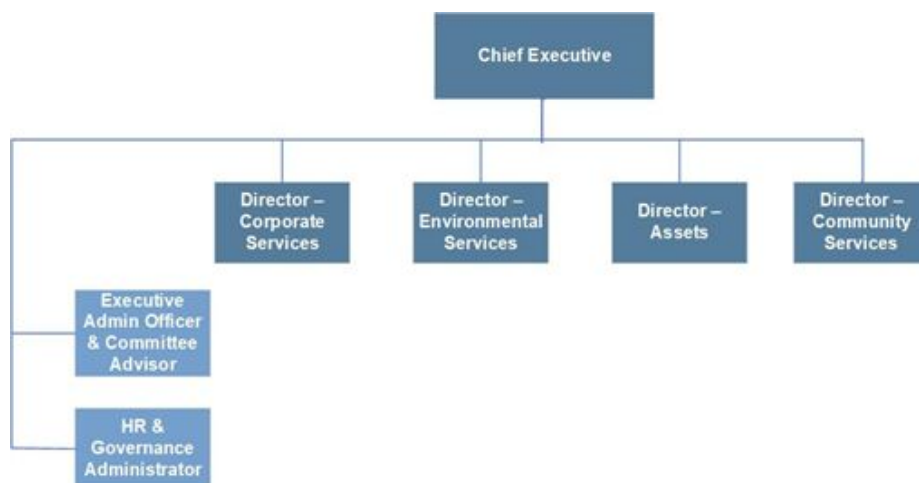 Chief Executive
Director –
Corporate
Services
Director –
Environmental
Services
Director –
Assets
Director –
Community
Services
Executive
Admin Officer
& Committee
Advisor
HR &
Governance
Administrator